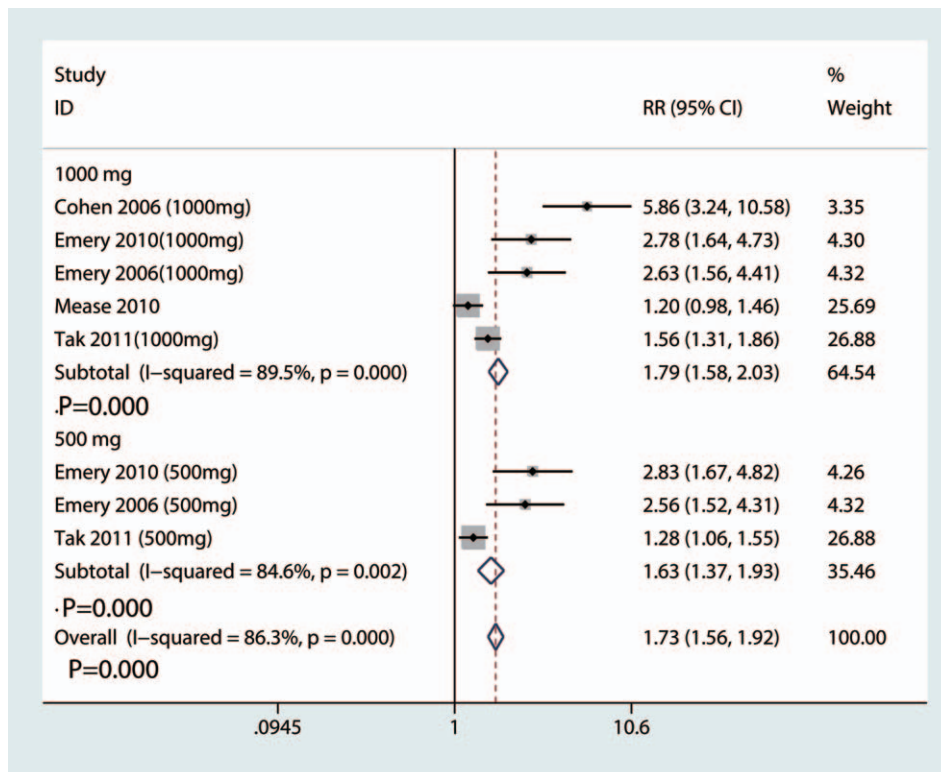 Study %
ID RR (95% CI) Weight
1000 mg
Cohen 2006 (1000mg) 5.86 (3.24, 10.58) 3.35
Emery 2010(1000mg) 2.78 (1.64, 4.73) 4.30
Emery 2006(1000mg) 2.63 (1.56, 4.41) 4.32
Mease 2010 1.20 (0.98, 1.46) 25.69
Tak 2011(1000mg) 1.56 (1.31, 1.86) 26.88
Subtotal (I−squared = 89.5%, p = 0.000) 1.79 (1.58, 2.03) 64.54
.P=0.000
500 mg
Emery 2010 (500mg) 2.83 (1.67, 4.82) 4.26
Emery 2006 (500mg) 2.56 (1.52, 4.31) 4.32
Tak 2011 (500mg) 1.28 (1.06, 1.55) 26.88
Subtotal (I−squared = 84.6%, p = 0.002) 1.63 (1.37, 1.93) 35.46
.P=0.000
Overall (I−squared = 86.3%, p = 0.000) 1.73 (1.56, 1.92) 100.00
P=0.000
.0945 1 10.6